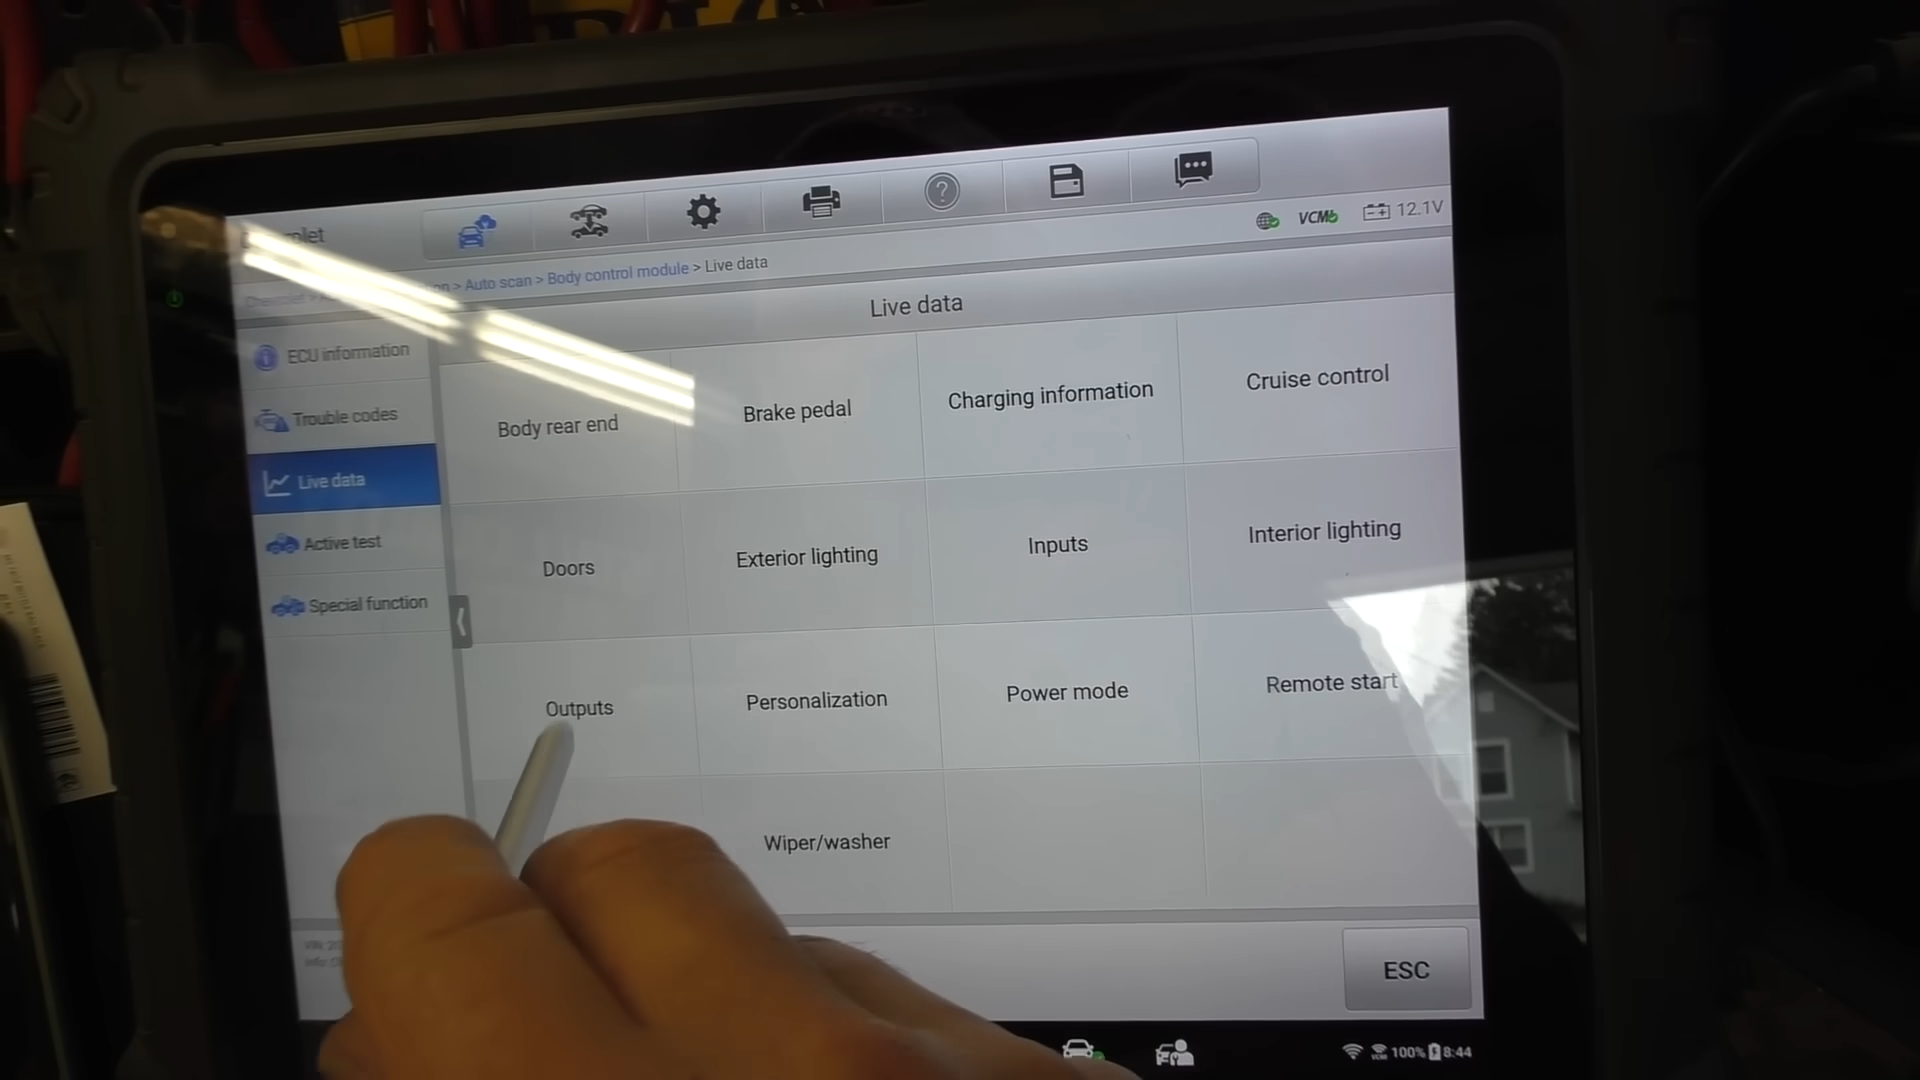 12.1V
VCM
> Auto scan > Body control module > Live data
Live data
ECU information
Trouble codes
Live data
Active test
Special function
Body rear end
Brake pedal
Charging information
Cruise control
Doors
Exterior lighting
Inputs
Interior lighting
Outputs
Personalization
Power mode
Remote start
Wiper/washer
ESC
100% 8:44